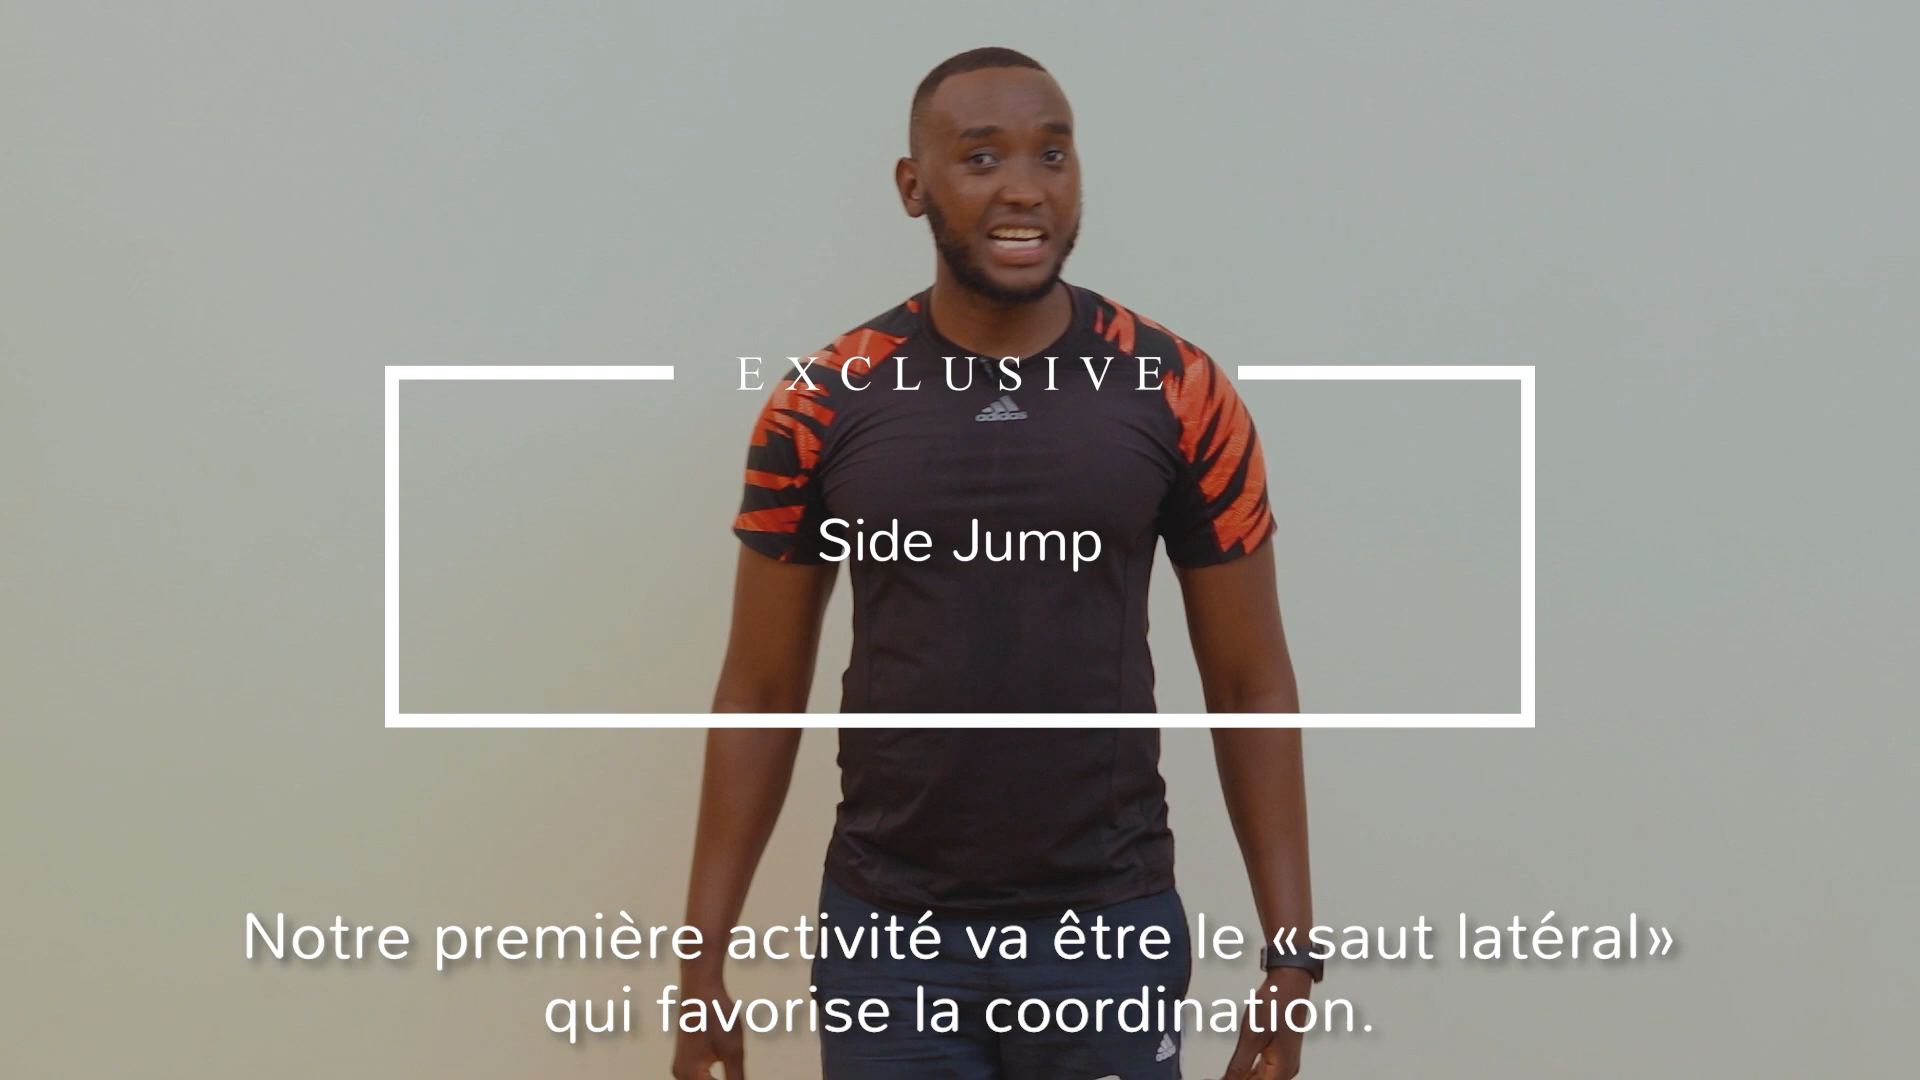 EXCLUSIVE
adidas
Side Jump
Notre première activité va être le «saut latéral»
qui favorise la coordination.